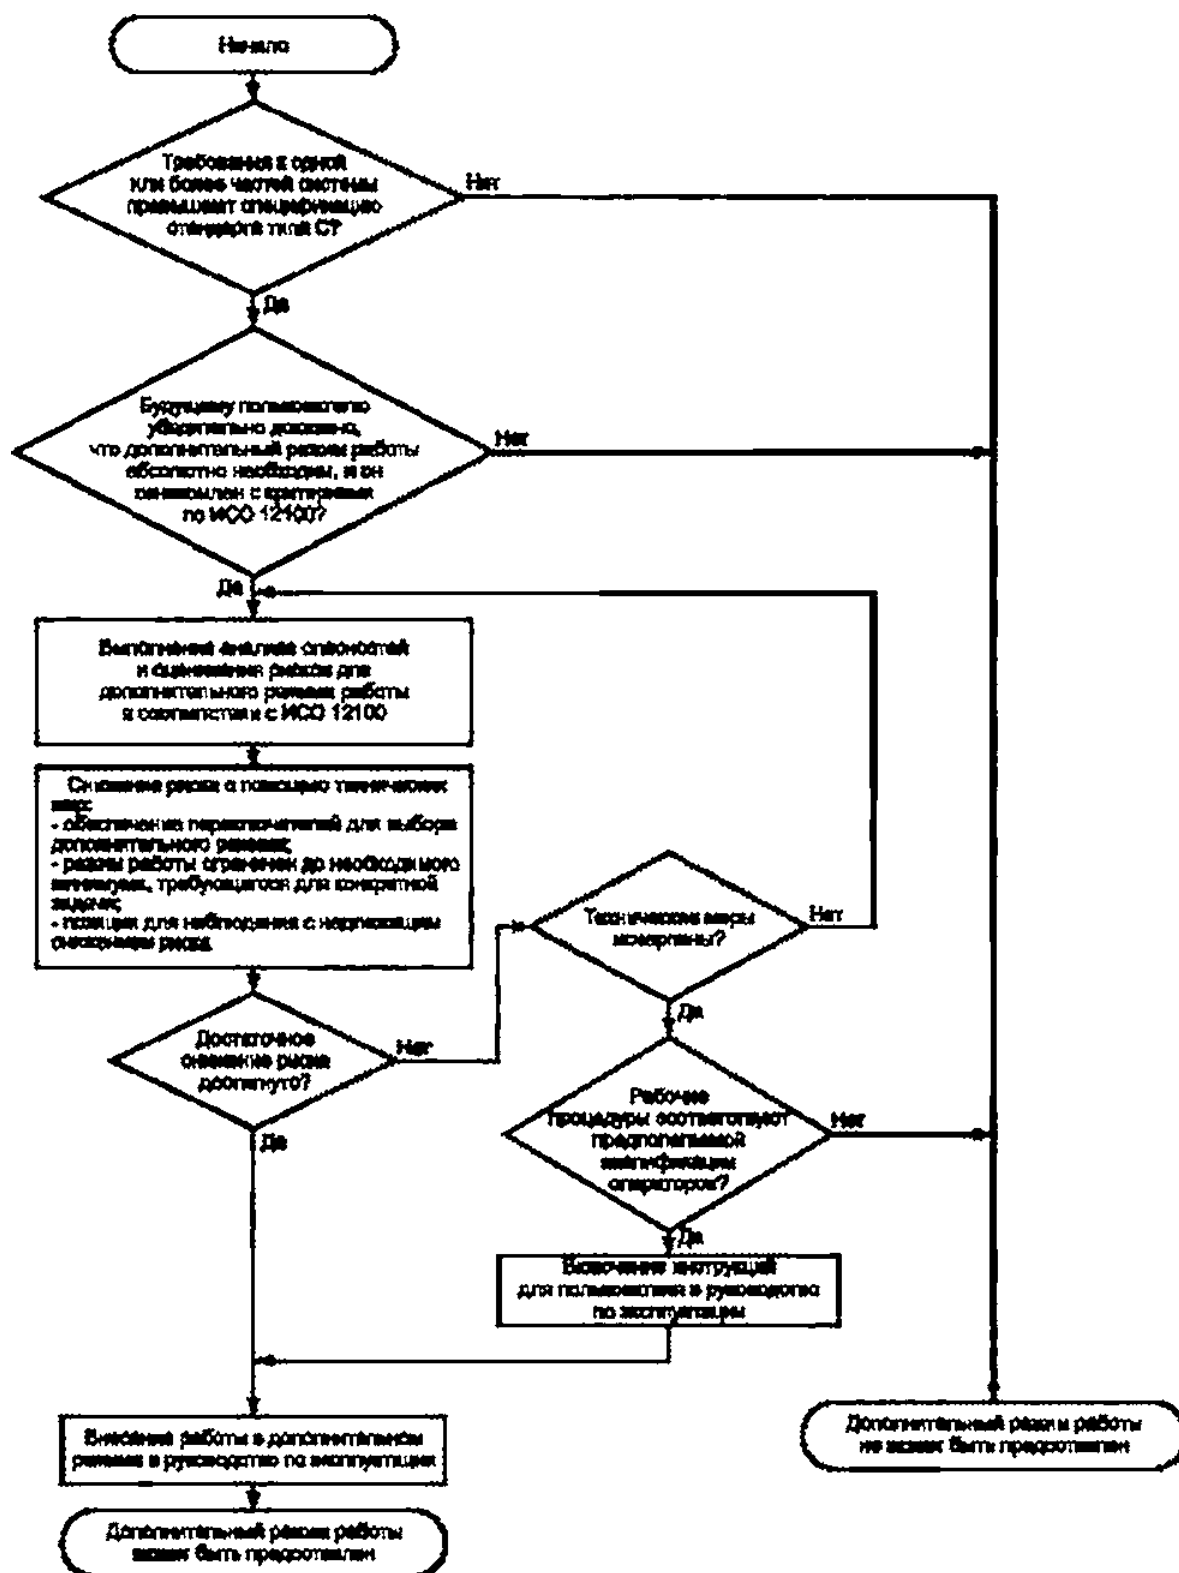 Начало
Требования к одной
или более частей системы
превышает спецификацию
стандарта типа С?
Нет
Да
Будущему пользователю
убедительно доказано,
что дополнительный режим работы
абсолютно необходим, и он
ознакомлен с критериями
по ИСО 12100?
Нет
Да
Выполнение анализа опасностей
и оценивания рисков для
дополнительного режима работы
в соответствии с ИСО 12100
Снижение риска с помощью технических
мер:
- обеспечение переключателей для выбора
дополнительного режима;
- режим работы ограничен до необходимого
минимума, требующегося для конкретной
задачи;
- позиция для наблюдения с надлежащим
снижением риска.
Технические меры
исчерпаны?
Нет
Да
Достаточное
снижение риска
достигнуто?
Нет
Да
Рабочие
процедуры соответствуют
предполагаемой
квалификации
операторов?
Нет
Да
Включение инструкций
для пользователя в руководство
по эксплуатации
Внесение работы в дополнительном
режиме в руководство по эксплуатации
Дополнительный режим работы
не может быть предоставлен
Дополнительный режим работы
может быть предоставлен